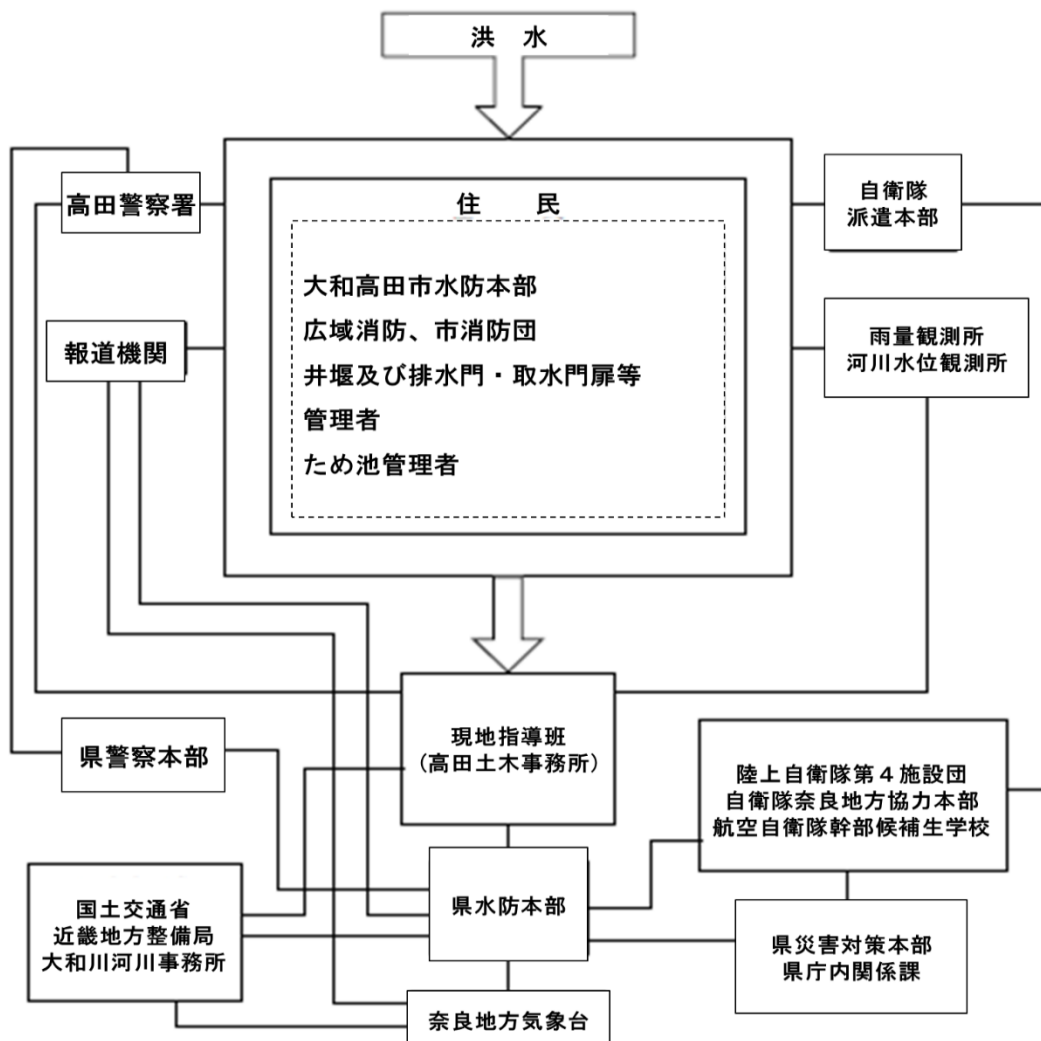 洪 水
高田警察署
住 民
自衛隊
派遣本部
大和高田市水防本部
広域消防、市消防団
井堰及び排水門・取水門扉等
管理者
ため池管理者
報道機関
雨量観測所
河川水位観測所
現地指導班
(高田土木事務所)
県警察本部
陸上自衛隊第4施設団
自衛隊奈良地方協力本部
航空自衛隊幹部候補生学校
県水防本部
国土交通省
近畿地方整備局
大和川河川事務所
県災害対策本部
県庁内関係課
奈良地方気象台